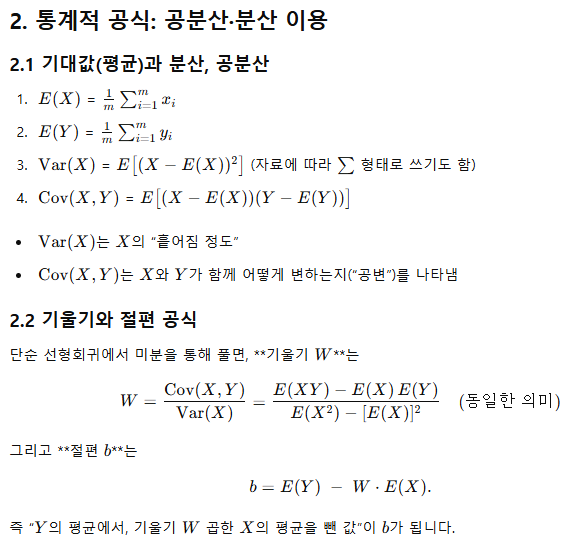 2. 통계적 공식: 공분산·분산 이용
2.1 기대값(평균)과 분산, 공분산
1. $E(X)$ = $\frac{1}{m}\sum_{i=1}^{m} x_i$
2. $E(Y)$ = $\frac{1}{m}\sum_{i=1}^{m} y_i$
3. $\mathrm{Var}(X)$ = $E\left[(X - E(X))^2\right]$ (자료에 따라 $\sum$ 형태로 쓰기도 함)
4. $\mathrm{Cov}(X, Y)$ = $E\left[(X - E(X))(Y - E(Y))\right]$
• $\mathrm{Var}(X)$는 $X$의 “흩어짐 정도”
• $\mathrm{Cov}(X, Y)$는 $X$와 $Y$가 함께 어떻게 변하는지(“공변”)를 나타냄
2.2 기울기와 절편 공식
단순 선형회귀에서 미분을 통해 풀면, **기울기 $W$**는
$W = \frac{\mathrm{Cov}(X, Y)}{\mathrm{Var}(X)} = \frac{E(XY) - E(X)\,E(Y)}{E(X^2) - [E(X)]^2}$ (동일한 의미)
그리고 **절편 $b$**는
$b = E(Y) \; - \; W \cdot E(X).$
즉 “$Y$의 평균에서, 기울기 $W$ 곱한 $X$의 평균을 뺀 값”이 $b$가 됩니다.